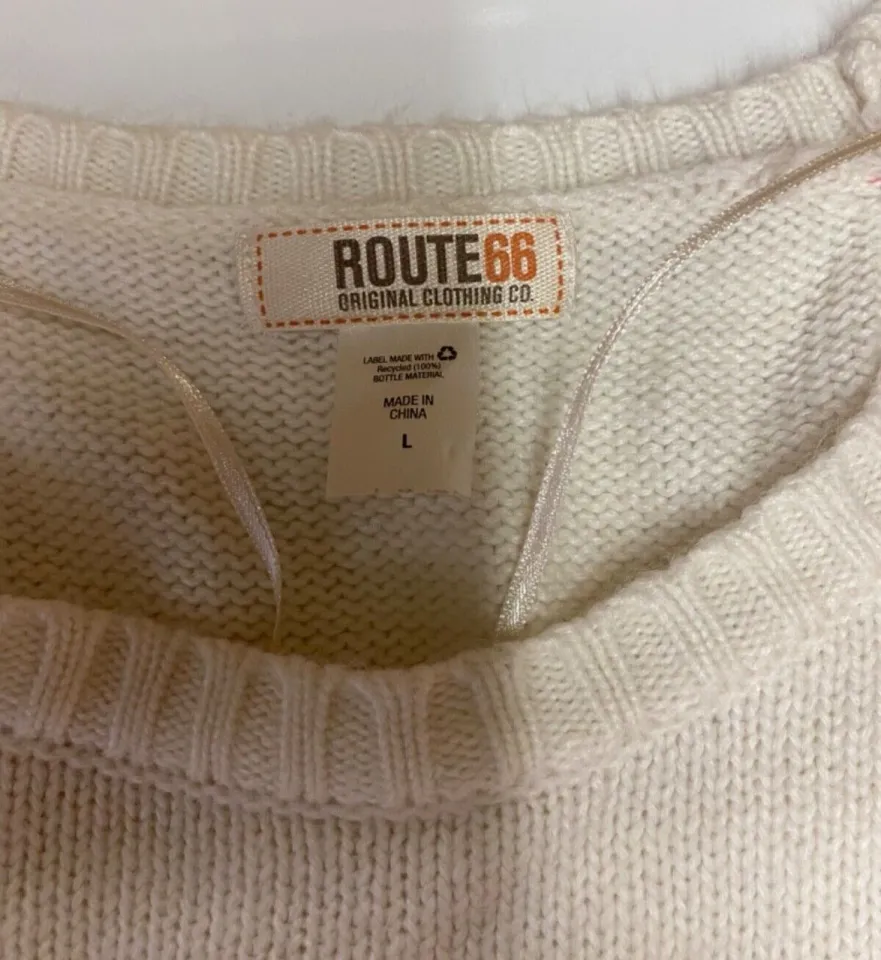 ROUTE66
ORIGINAL CLOTHING CO.
LABEL MADE WITH
Recycled (100%)
BOTTLE MATERIAL
MADE IN
CHINA
L